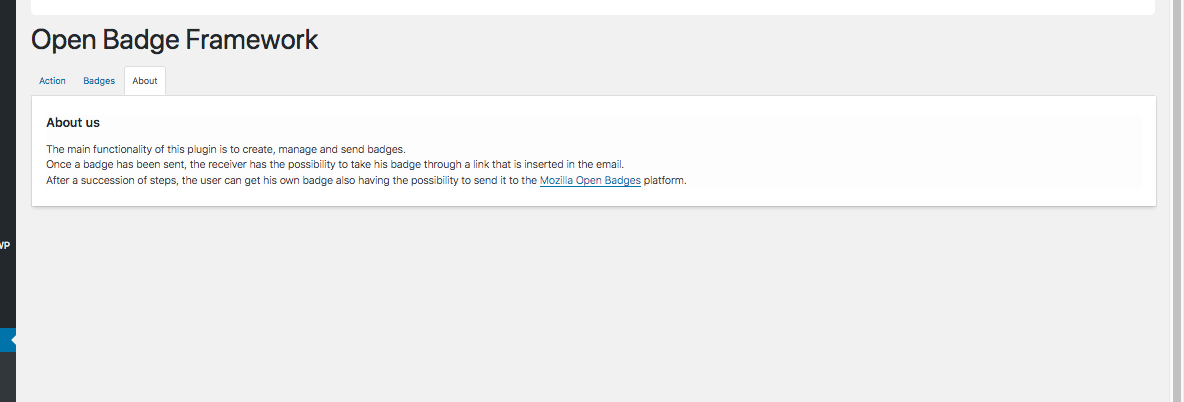 Open Badge Framework
Action Badges About
About us
The main functionality of this plugin is to create, manage and send badges.
Once a badge has been sent, the receiver has the possibility to take his badge through a link that is inserted in the email.
After a succession of steps, the user can get his own badge also having the possibility to send it to the Mozilla Open Badges platform.
WP